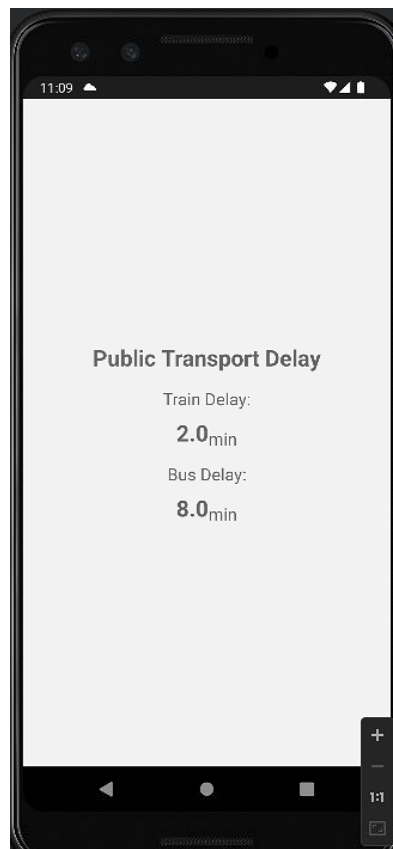 11:09
Public Transport Delay
Train Delay:
2.0min
Bus Delay:
8.0min
1:1